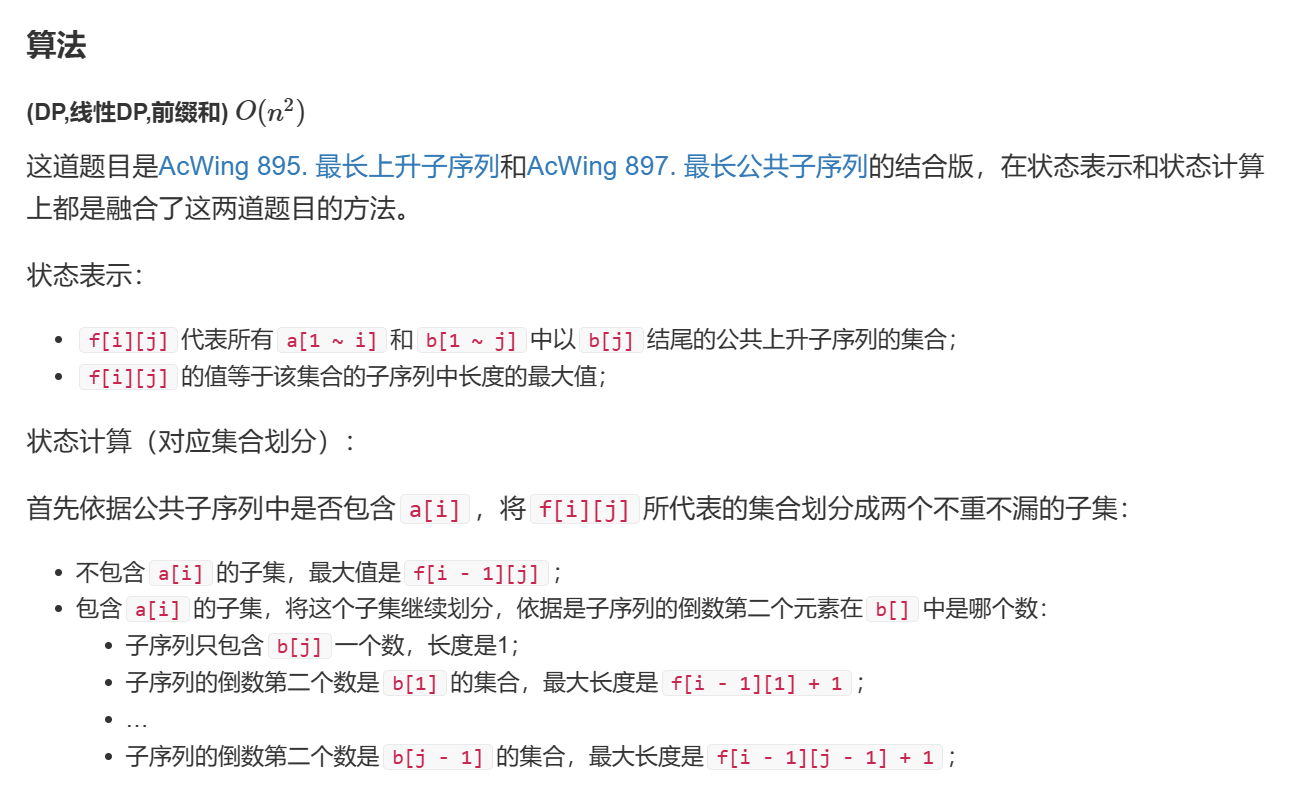 算法
(DP,线性DP,前缀和) O(n²)
这道题目是AcWing 895. 最长上升子序列和AcWing 897. 最长公共子序列的结合版，在状态表示和状态计算
上都是融合了这两道题目的方法。
状态表示：
• f[i][j] 代表所有 a[1 ~ i] 和 b[1 ~ j] 中以 b[j] 结尾的公共上升子序列的集合；
• f[i][j] 的值等于该集合的子序列中长度的最大值；
状态计算（对应集合划分）：
首先依据公共子序列中是否包含 a[i] ，将 f[i][j] 所代表的集合划分成两个不重不漏的子集：
• 不包含 a[i] 的子集，最大值是 f[i - 1][j] ；
• 包含 a[i] 的子集，将这个子集继续划分，依据是子序列的倒数第二个元素在 b[] 中是哪个数：
• 子序列只包含 b[j] 一个数，长度是1；
• 子序列的倒数第二个数是 b[1] 的集合，最大长度是 f[i - 1][1] + 1 ；
• …
• 子序列的倒数第二个数是 b[j - 1] 的集合，最大长度是 f[i - 1][j - 1] + 1 ；